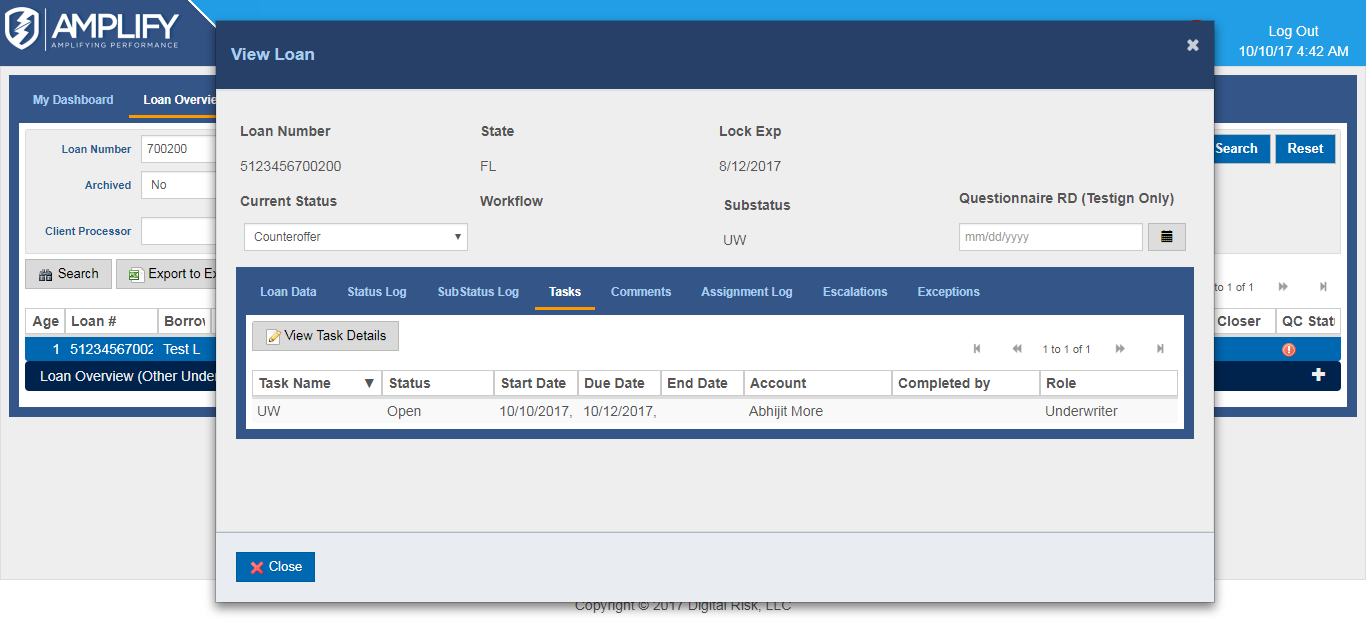 AMPLIFY
AMPLIFYING PERFORMANCE
Log Out
10/10/17 4:42 AM
My Dashboard
Loan Overvie
Loan Number 700200
Archived No
Client Processor
Search Export to Ex
Age Loan # Borrow
1 51234567002 Test L
Loan Overview (Other Under
View Loan
Loan Number State Lock Exp
5123456700200 FL 8/12/2017
Current Status Workflow Substatus Questionnaire RD (Testign Only)
Counteroffer UW mm/dd/yyyy
Loan Data Status Log SubStatus Log Tasks Comments Assignment Log Escalations Exceptions
View Task Details
1 to 1 of 1
Task Name Status Start Date Due Date End Date Account Completed by Role
UW Open 10/10/2017, 10/12/2017, Abhijit More Underwriter
Close
Search Reset
to 1 of 1
Closer QC Statu
Copyright © 2017 Digital Risk, LLC